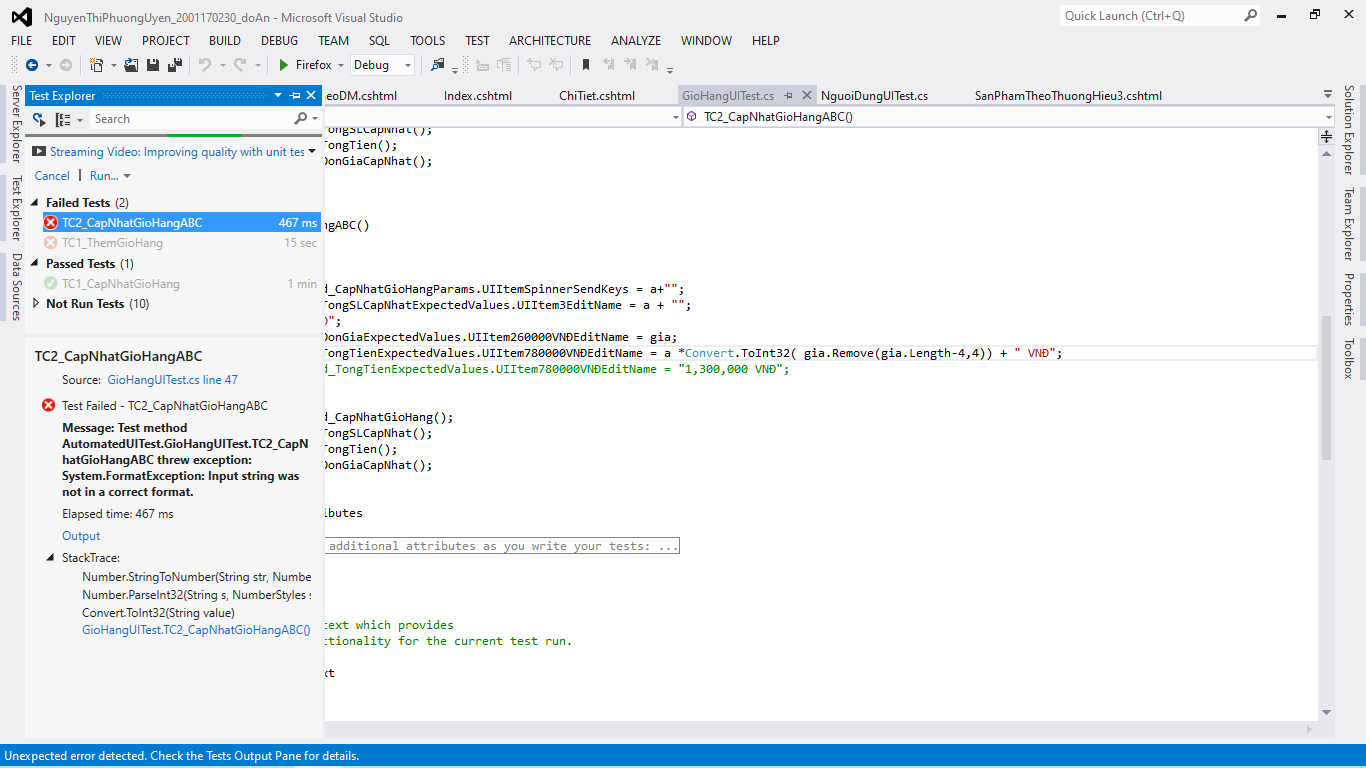 NguyenThiPhuongUyen_2001170230_doAn - Microsoft Visual Studio
Quick Launch (Ctrl+Q)
FILE EDIT VIEW PROJECT BUILD DEBUG TEAM SQL TOOLS TEST ARCHITECTURE ANALYZE WINDOW HELP
Firefox Debug
Server Explorer
Test Explorer
Data Sources
Test Explorer
Search
Streaming Video: Improving quality with unit tes
Cancel | Run...
Failed Tests (2)
TC2_CapNhatGioHangABC 467 ms
TC1_ThemGioHang 15 sec
Passed Tests (1)
TC1_CapNhatGioHang 1 min
Not Run Tests (10)
TC2_CapNhatGioHangABC
Source: GioHangUITest.cs line 47
Test Failed - TC2_CapNhatGioHangABC
Message: Test method
AutomatedUITest.GioHangUITest.TC2_CapN
hatGioHangABC threw exception:
System.FormatException: Input string was
not in a correct format.
Elapsed time: 467 ms
Output
StackTrace:
Number.StringToNumber(String str, Numbe
Number.ParseInt32(String s, NumberStyles s
Convert.ToInt32(String value)
GioHangUITest.TC2_CapNhatGioHangABC()
eoDM.cshtml Index.cshtml ChiTiet.cshtml GioHangUITest.cs NguoiDungUITest.cs SanPhamTheoThuongHieu3.cshtml
TC2_CapNhatGioHangABC()
TongSLCapNhat();
TongTien();
DonGiaCapNhat();
ngABC()
d_CapNhatGioHangParams.UIItemSpinnerSendKeys = a+"";
TongSLCapNhatExpectedValues.UIItem3EditName = a + "";
Đ";
DonGiaExpectedValues.UIItem260000VNĐEditName = gia;
TongTienExpectedValues.UIItem780000VNĐEditName = a *Convert.ToInt32( gia.Remove(gia.Length-4,4)) + " VNĐ";
d_TongTienExpectedValues.UIItem780000VNĐEditName = "1,300,000 VNĐ";
d_CapNhatGioHang();
TongSLCapNhat();
TongTien();
DonGiaCapNhat();
ibutes
additional attributes as you write your tests: ...
text which provides
ctionality for the current test run.
xt
Solution Explorer
Team Explorer
Properties
Toolbox
Unexpected error detected. Check the Tests Output Pane for details.